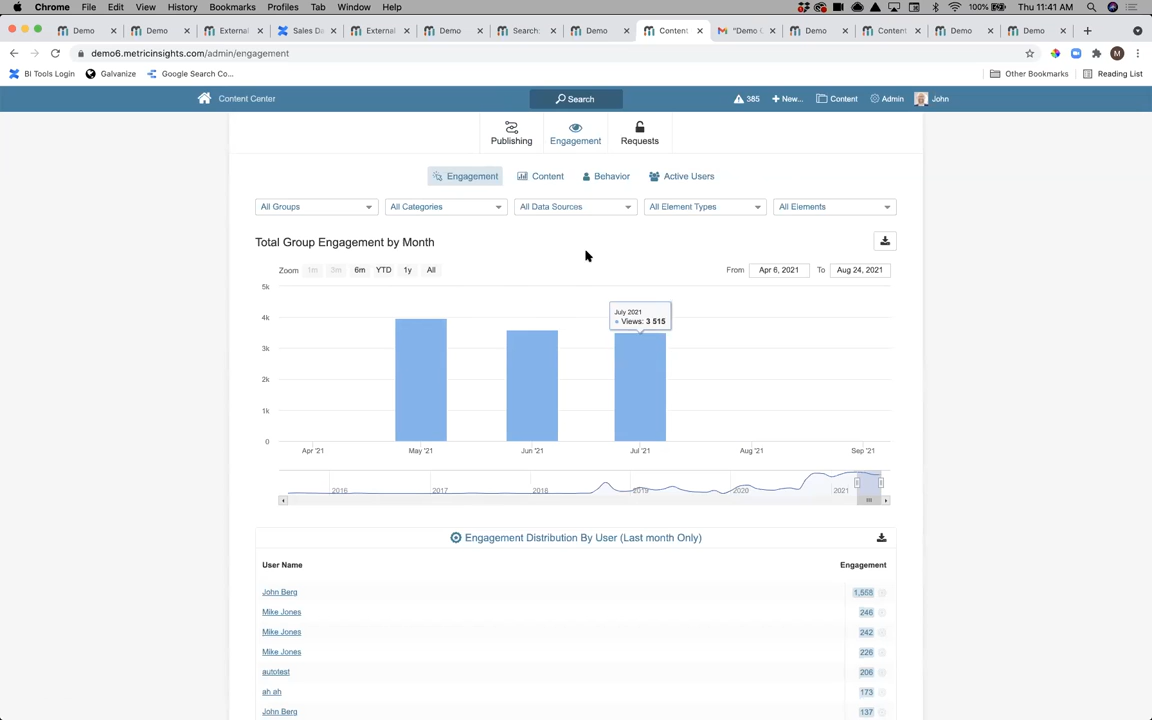 Chrome File Edit View History Bookmarks Profiles Tab Window Help 100% Thu 11:41 AM
Demo Demo External Sales Da External Demo Search: Demo Content "Demo Demo Content Demo Demo
demo6.metricinsights.com/admin/engagement M
BI Tools Login Galvanize Google Search Co... Other Bookmarks Reading List
Content Center Search 385 + New... Content Admin John
Publishing Engagement Requests
Engagement Content Behavior Active Users
All Groups All Categories All Data Sources All Element Types All Elements
Total Group Engagement by Month
Zoom 1m 3m 6m YTD 1y All From Apr 6, 2021 To Aug 24, 2021
5k
4k
3k
2k
1k
0
July 2021
Views: 3 515
Apr '21 May '21 Jun '21 Jul '21 Aug '21 Sep '21
2016 2017 2018 2019 2020 2021
Engagement Distribution By User (Last month Only)
User Name Engagement
John Berg 1,558
Mike Jones 246
Mike Jones 242
Mike Jones 226
autotest 206
ah ah 173
John Berg 137